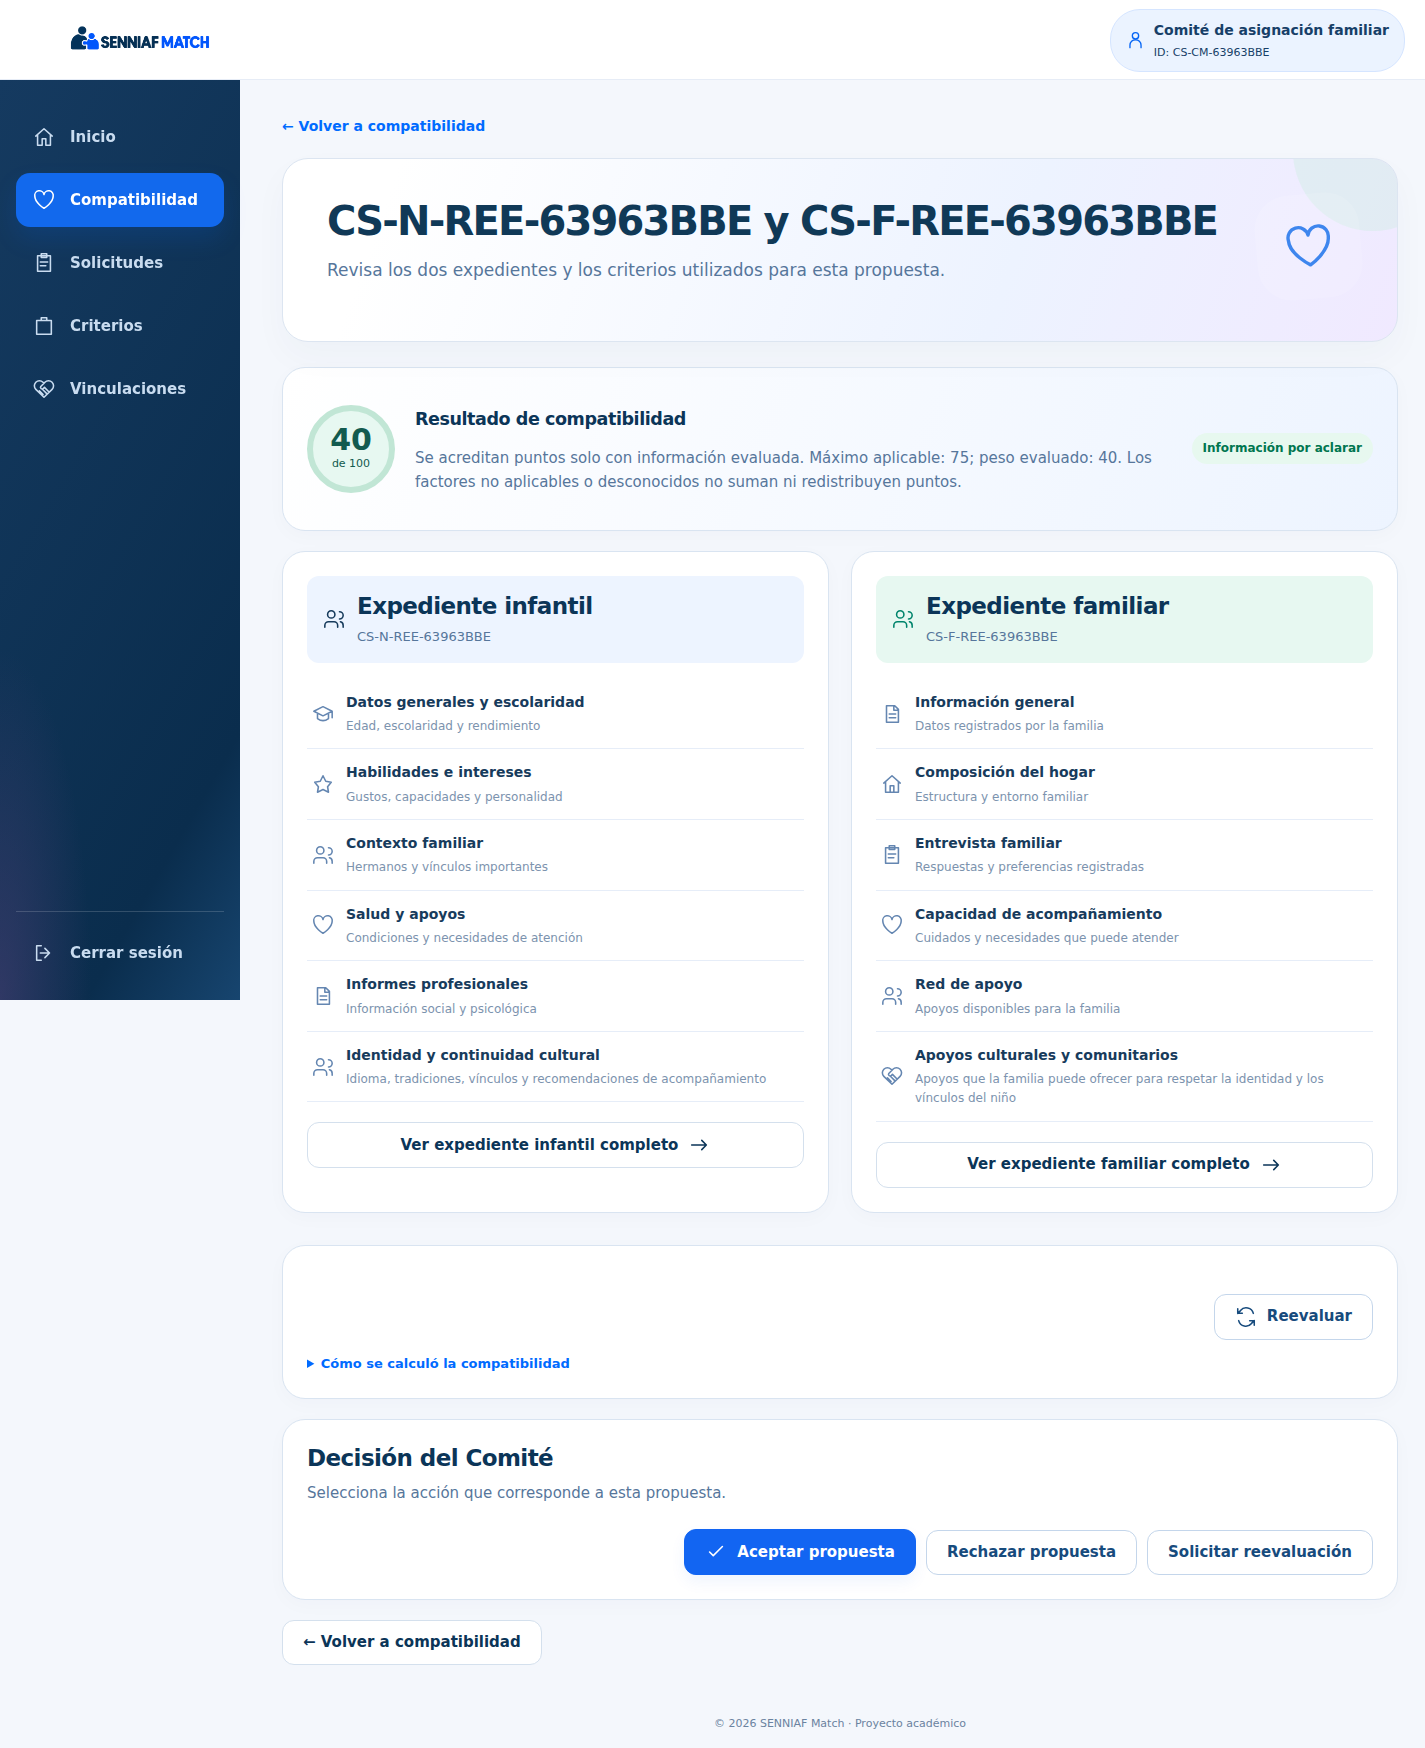 SENNIAF MATCH
Comité de asignación familiar
ID: CS-CM-63963BBE
Inicio
Compatibilidad
Solicitudes
Criterios
Vinculaciones
Cerrar sesión
← Volver a compatibilidad
CS-N-REE-63963BBE y CS-F-REE-63963BBE
Revisa los dos expedientes y los criterios utilizados para esta propuesta.
40
de 100
Resultado de compatibilidad
Se acreditan puntos solo con información evaluada. Máximo aplicable: 75; peso evaluado: 40. Los
factores no aplicables o desconocidos no suman ni redistribuyen puntos.
Información por aclarar
Expediente infantil
CS-N-REE-63963BBE
Datos generales y escolaridad
Edad, escolaridad y rendimiento
Habilidades e intereses
Gustos, capacidades y personalidad
Contexto familiar
Hermanos y vínculos importantes
Salud y apoyos
Condiciones y necesidades de atención
Informes profesionales
Información social y psicológica
Identidad y continuidad cultural
Idioma, tradiciones, vínculos y recomendaciones de acompañamiento
Ver expediente infantil completo →
Expediente familiar
CS-F-REE-63963BBE
Información general
Datos registrados por la familia
Composición del hogar
Estructura y entorno familiar
Entrevista familiar
Respuestas y preferencias registradas
Capacidad de acompañamiento
Cuidados y necesidades que puede atender
Red de apoyo
Apoyos disponibles para la familia
Apoyos culturales y comunitarios
Apoyos que la familia puede ofrecer para respetar la identidad y los
vínculos del niño
Ver expediente familiar completo →
Reevaluar
▶ Cómo se calculó la compatibilidad
Decisión del Comité
Selecciona la acción que corresponde a esta propuesta.
Aceptar propuesta
Rechazar propuesta
Solicitar reevaluación
← Volver a compatibilidad
© 2026 SENNIAF Match · Proyecto académico